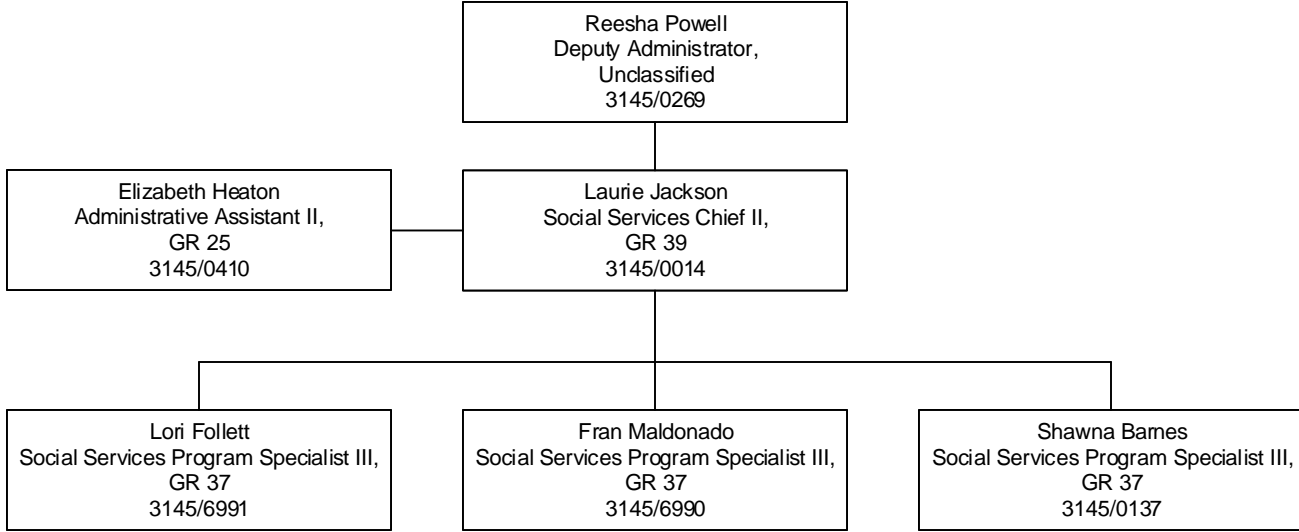 Reesha Powell
Deputy Administrator,
Unclassified
3145/0269
Elizabeth Heaton
Administrative Assistant II,
GR 25
3145/0410
Laurie Jackson
Social Services Chief II,
GR 39
3145/0014
Lori Follett
Social Services Program Specialist III,
GR 37
3145/6991
Fran Maldonado
Social Services Program Specialist III,
GR 37
3145/6990
Shawna Barnes
Social Services Program Specialist III,
GR 37
3145/0137